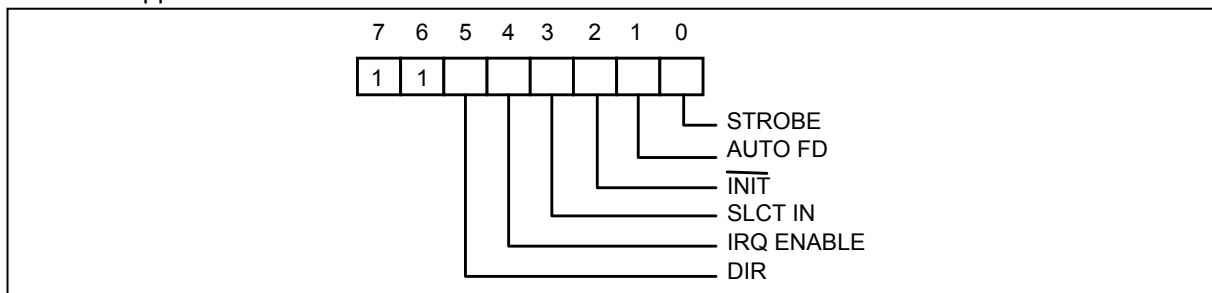 7 6 5 4 3 2 1 0
1 1
STROBE
AUTO FD
INIT
SLCT IN
IRQ ENABLE
DIR